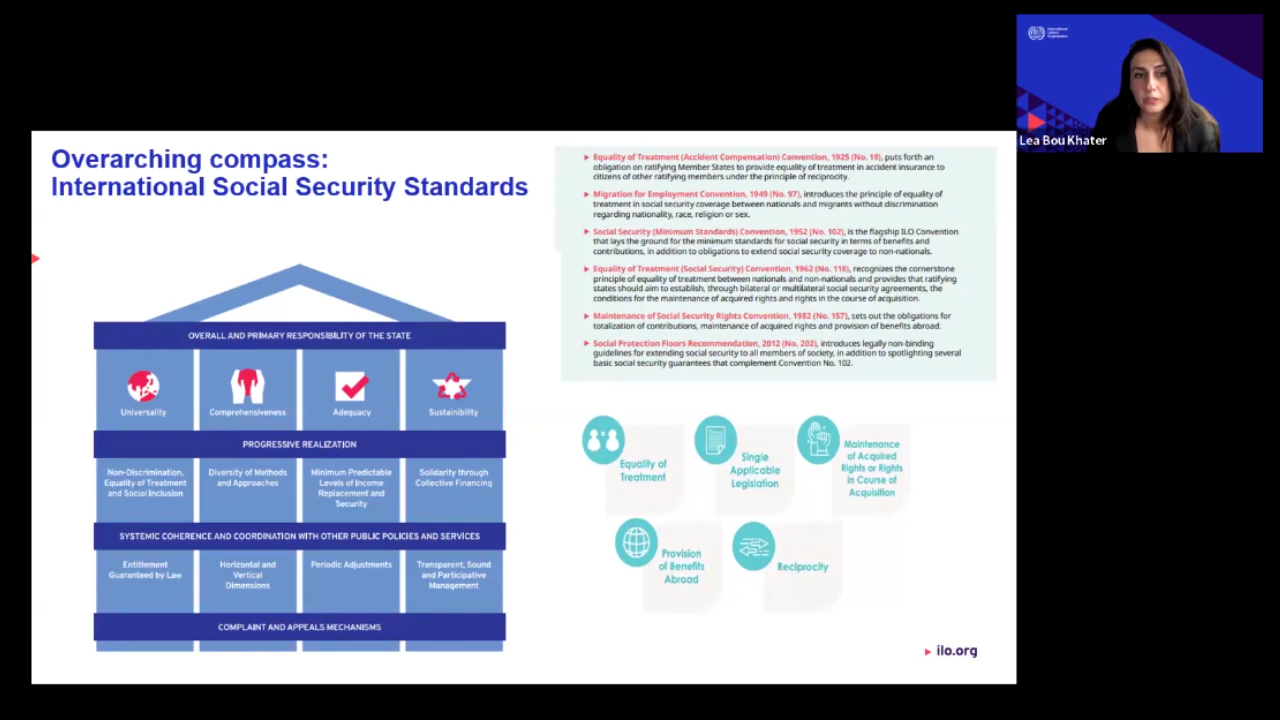 International
Labour
Organization
Lea Bou Khater
Overarching compass:
International Social Security Standards
OVERALL AND PRIMARY RESPONSIBILITY OF THE STATE
Universality
Comprehensiveness
Adequacy
Sustainibility
PROGRESSIVE REALIZATION
Non-Discrimination,
Equality of Treatment
and Social Inclusion
Diversity of Methods
and Approaches
Minimum Predictable
Levels of Income
Replacement and
Security
Solidarity through
Collective Financing
SYSTEMIC COHERENCE AND COORDINATION WITH OTHER PUBLIC POLICIES AND SERVICES
Entitlement
Guaranteed by Law
Horizontal and
Vertical
Dimensions
Periodic Adjustments
Transparent, Sound
and Participative
Management
COMPLAINT AND APPEALS MECHANISMS
Equality of Treatment (Accident Compensation) Convention, 1925 (No. 19), puts forth an
obligation on ratifying Member States to provide equality of treatment in accident insurance to
citizens of other ratifying members under the principle of reciprocity.
Migration for Employment Convention, 1949 (No. 97), introduces the principle of equality of
treatment in social security coverage between nationals and migrants without discrimination
regarding nationality, race, religion or sex.
Social Security (Minimum Standards) Convention, 1952 (No. 102), is the flagship ILO Convention
that lays the ground for the minimum standards for social security in terms of benefits and
contributions, in addition to obligations to extend social security coverage to non-nationals.
Equality of Treatment (Social Security) Convention, 1962 (No. 118), recognizes the cornerstone
principle of equality of treatment between nationals and non-nationals and provides that ratifying
states should aim to establish, through bilateral or multilateral social security agreements, the
conditions for the maintenance of acquired rights and rights in the course of acquisition.
Maintenance of Social Security Rights Convention, 1982 (No. 157), sets out the obligations for
totalization of contributions, maintenance of acquired rights and provision of benefits abroad.
Social Protection Floors Recommendation, 2012 (No. 202), introduces legally non-binding
guidelines for extending social security to all members of society, in addition to spotlighting several
basic social security guarantees that complement Convention No. 102.
Equality of
Treatment
Single
Applicable
Legislation
Maintenance
of Acquired
Rights or Rights
in Course of
Acquisition
Provision
of Benefits
Abroad
Reciprocity
ilo.org